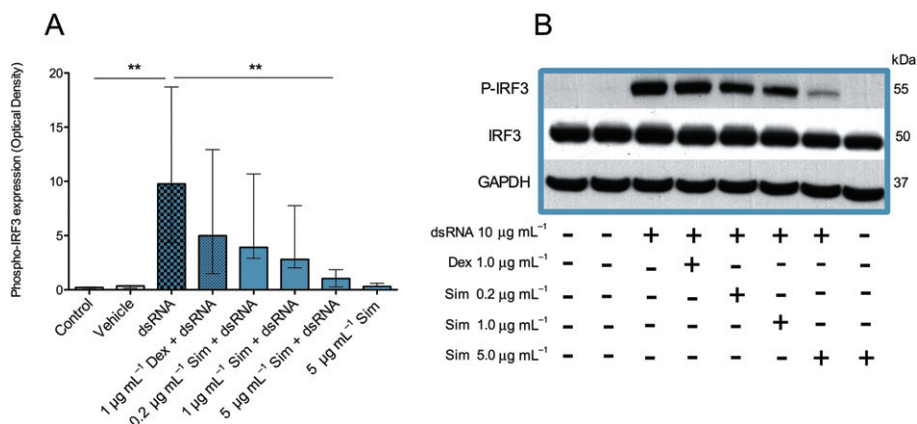 A
B
** **
Phospho-IRF3 expression (Optical Density)
20
15
10
5
0
Control
Vehicle
dsRNA
1 µg mL⁻¹ Dex + dsRNA
0.2 µg mL⁻¹ Sim + dsRNA
1 µg mL⁻¹ Sim + dsRNA
5 µg mL⁻¹ Sim + dsRNA
5 µg mL⁻¹ Sim
kDa
P-IRF3 55
IRF3 50
GAPDH 37
dsRNA 10 µg mL⁻¹ – – + + + + + –
Dex 1.0 µg mL⁻¹ – – – + – – – –
Sim 0.2 µg mL⁻¹ – – – – + – – –
Sim 1.0 µg mL⁻¹ – – – – – + – –
Sim 5.0 µg mL⁻¹ – – – – – – + +